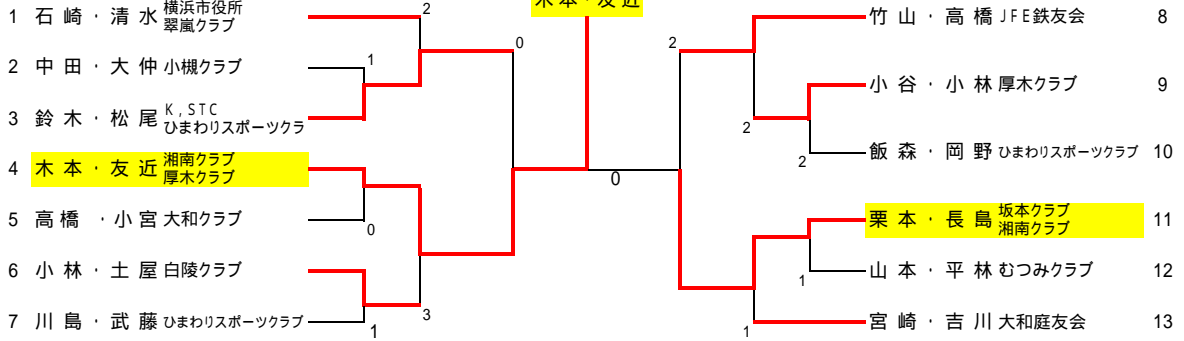 木本・友近
1 石崎・清水 横浜市役所
翠嵐クラブ
2 中田・大仲 小槻クラブ
3 鈴木・松尾 K,STC
ひまわりスポーツクラ
4 木本・友近 湘南クラブ
厚木クラブ
5 高橋・小宮 大和クラブ
6 小林・土屋 白陵クラブ
7 川島・武藤 ひまわりスポーツクラブ
2
1
0
0
3
1
0
2
2
2
1
1
竹山・高橋 JFE鉄友会 8
小谷・小林 厚木クラブ 9
飯森・岡野 ひまわりスポーツクラブ 10
栗本・長島 坂本クラブ
湘南クラブ 11
山本・平林 むつみクラブ 12
宮崎・吉川 大和庭友会 13